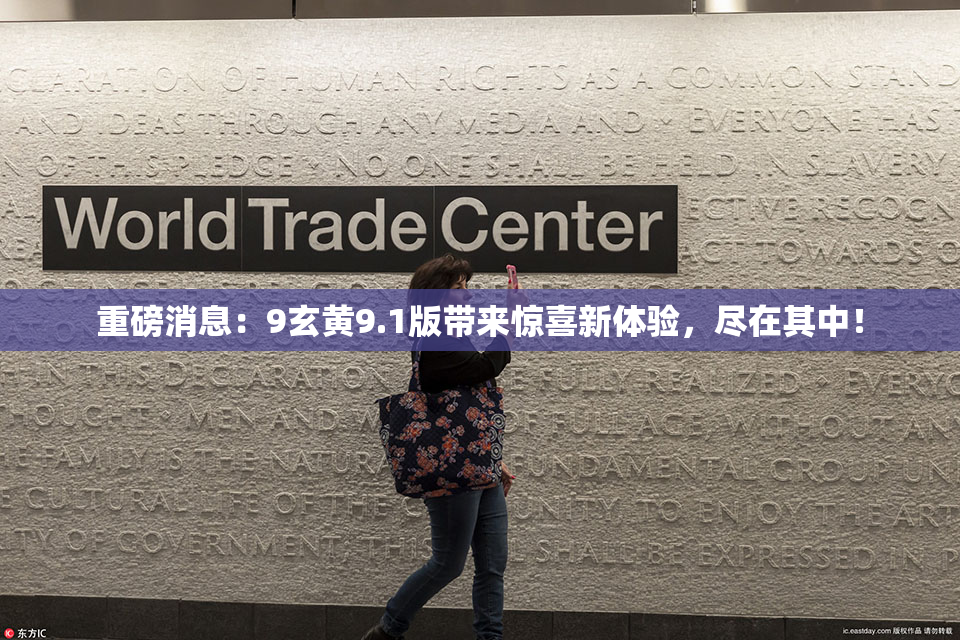 CLARATION OF HUMAN RIGHTS AS A COMMON STAND
AND IDEAS THROUGH ANY MEDIA AND • EVERYONE HAS T
N OF THIS PLEDGE • NO ONE SHALL BE HELD IN SLAVERY
ECTIVE RECOGN
World Trade Center
ACT TOWARDS O
重磅消息：9玄黄9.1版带来惊喜新体验，尽在其中！
IN THIS DECLARATION FULLY REALIZED • EVERYO
THOUGHT MEN AND OF FULL AGE, WITHO
E FAMILY IS THE NATURA FUNDAMENTAL GROUP
E CULTURAL LIFE OF THE UNITY, TO ENJOY THE ART
TY OF GOVERNMENT; THIS SHALL BE EXPRESSED IN P
东方IC
ic.eastday.com 版权作品 请勿转载